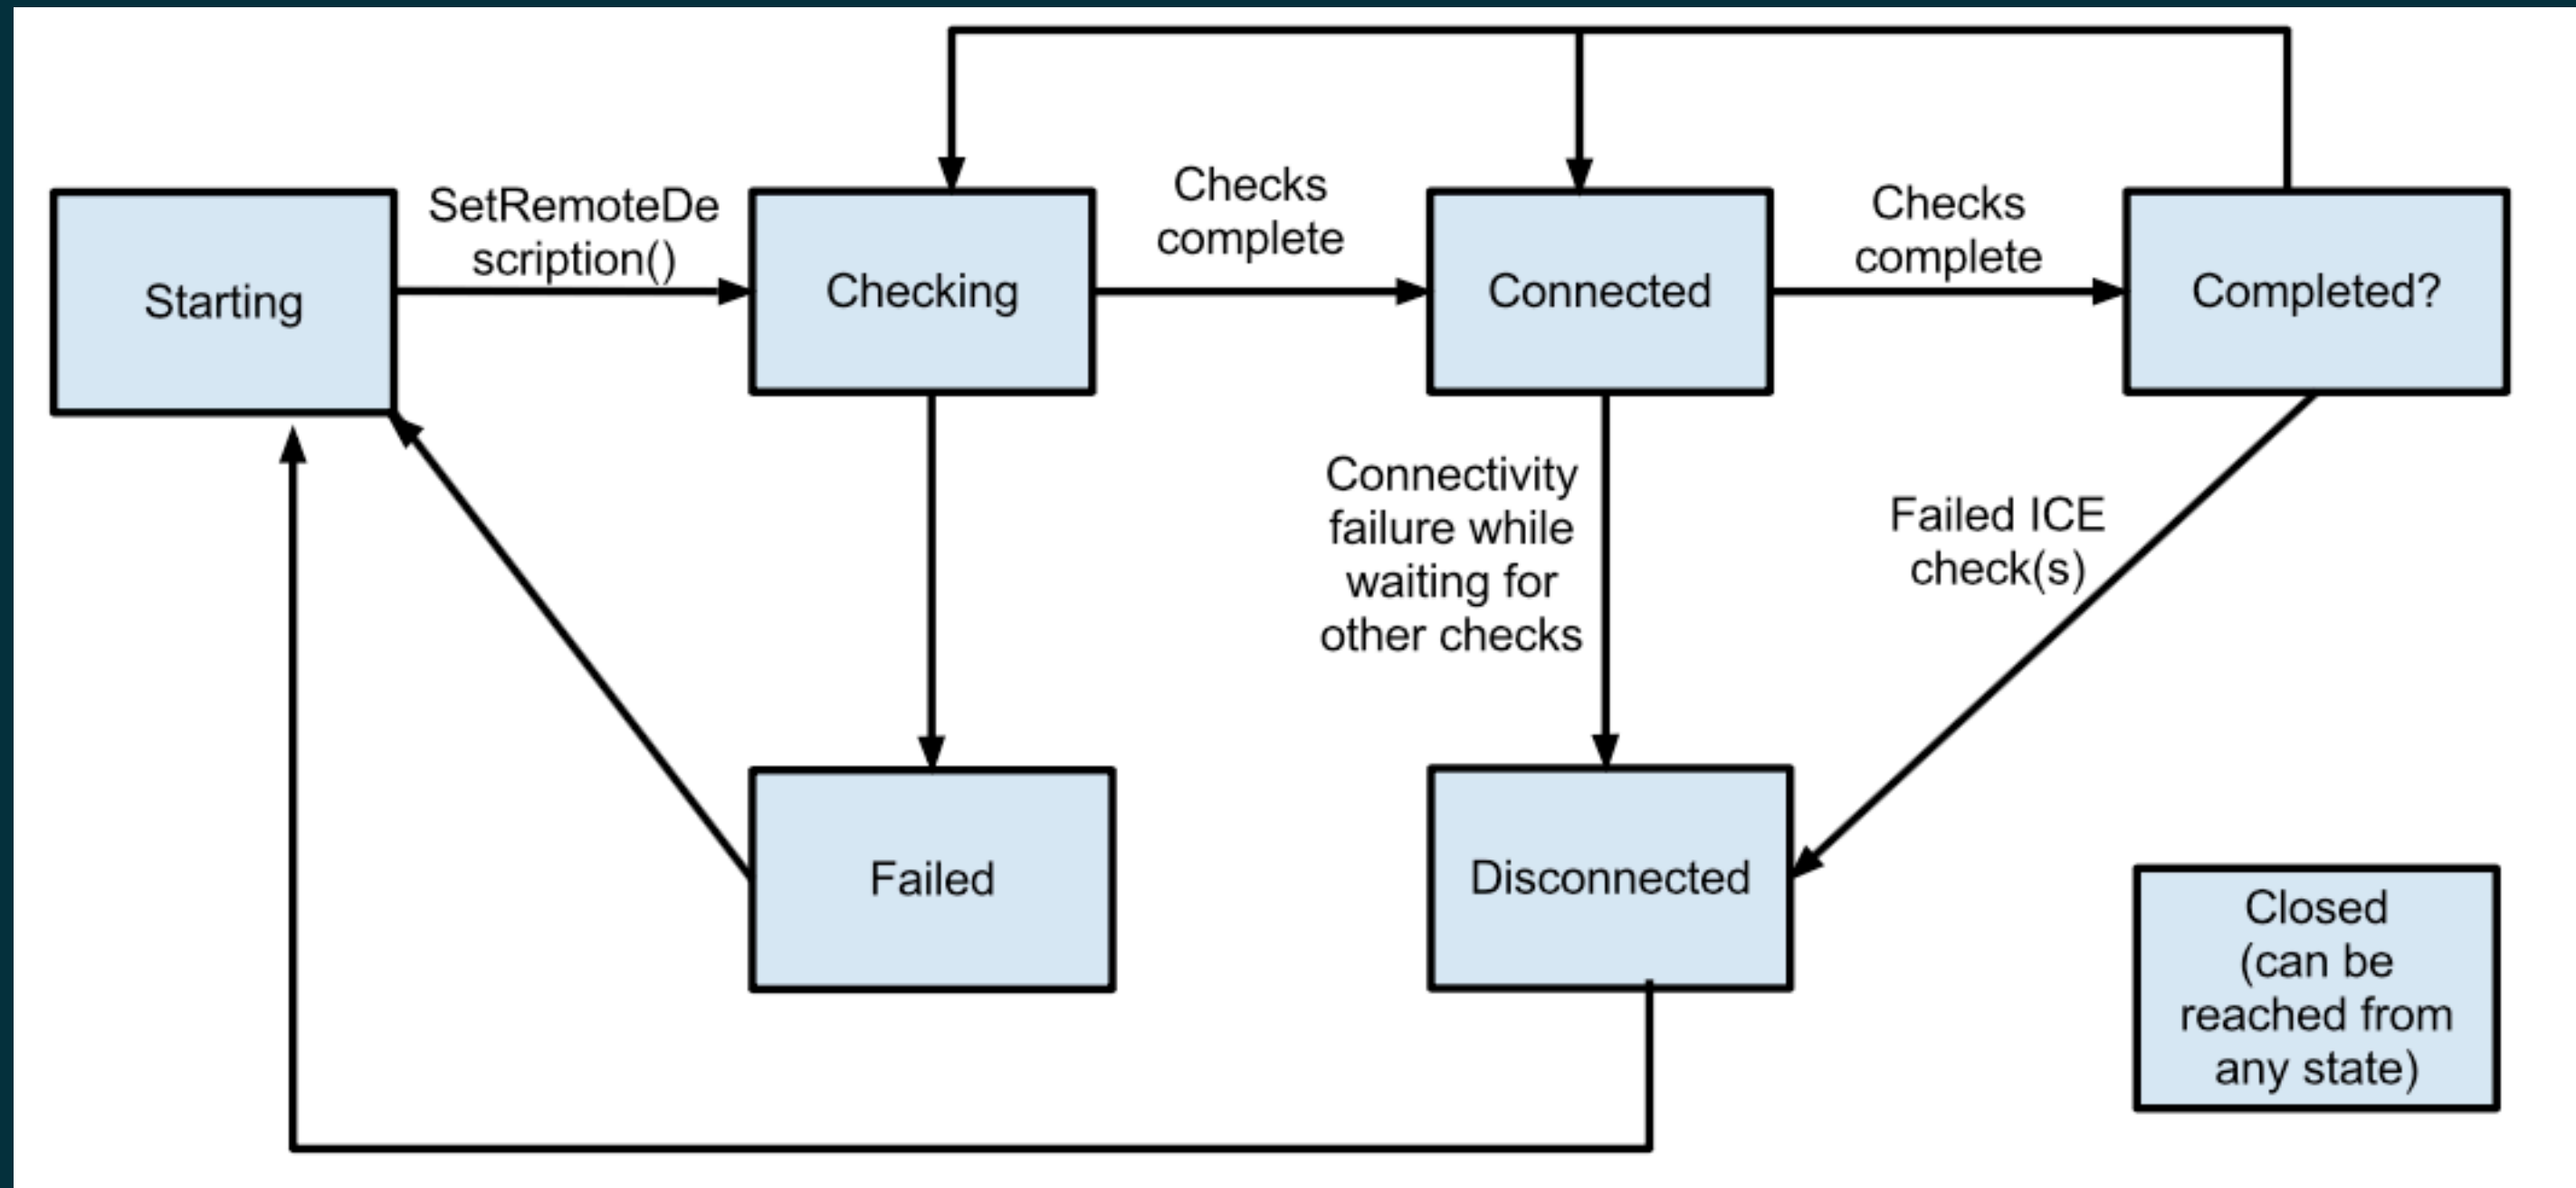 Starting
SetRemoteDe
scription()
Checking
Checks
complete
Connected
Checks
complete
Completed?
Connectivity
failure while
waiting for
other checks
Failed ICE
check(s)
Failed
Disconnected
Closed
(can be
reached from
any state)